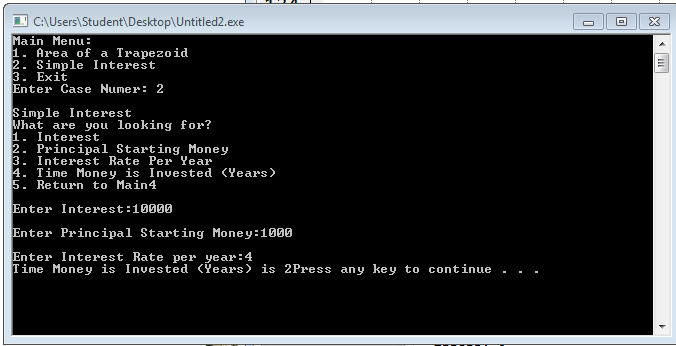 C:\Users\Student\Desktop\Untitled2.exe
Main Menu:
1. Area of a Trapezoid
2. Simple Interest
3. Exit
Enter Case Numer: 2
Simple Interest
What are you looking for?
1. Interest
2. Principal Starting Money
3. Interest Rate Per Year
4. Time Money is Invested (Years)
5. Return to Main4
Enter Interest:10000
Enter Principal Starting Money:1000
Enter Interest Rate per year:4
Time Money is Invested (Years) is 2Press any key to continue . . .